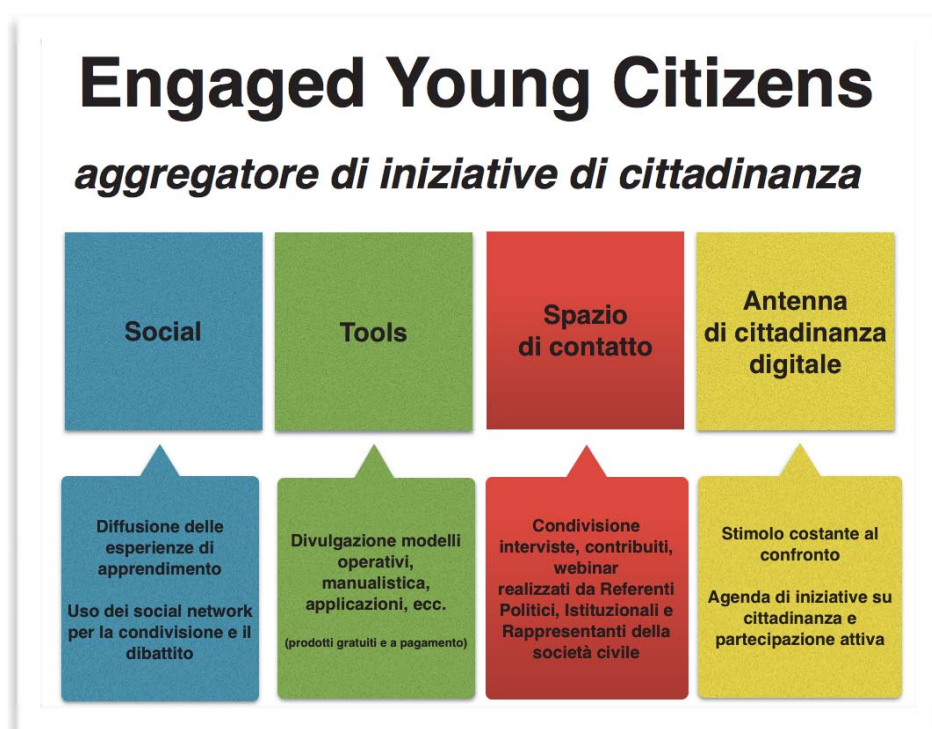 Engaged Young Citizens
aggregatore di iniziative di cittadinanza
Social
Tools
Spazio
di contatto
Antenna
di cittadinanza
digitale
Diffusione delle
esperienze di
apprendimento
Uso dei social network
per la condivisione e il
dibattito
Divulgazione modelli
operativi,
manualistica,
applicazioni, ecc.
(prodotti gratuiti e a pagamento)
Condivisione
interviste, contribuiti,
webinar
realizzati da Referenti
Politici, Istituzionali e
Rappresentanti della
società civile
Stimolo costante al
confronto
Agenda di iniziative su
cittadinanza e
partecipazione attiva